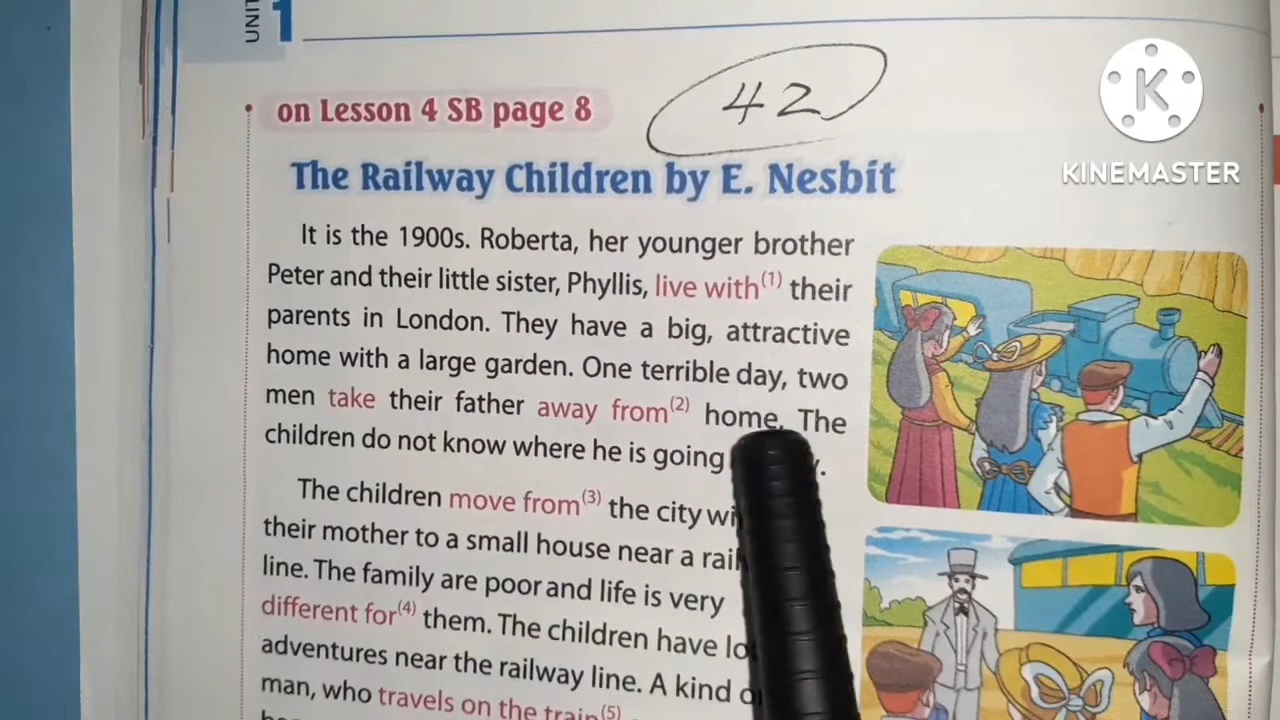 UNIT 1
42
K
KINEMASTER
on Lesson 4 SB page 8
The Railway Children by E. Nesbit
It is the 1900s. Roberta, her younger brother
Peter and their little sister, Phyllis, live with(1) their
parents in London. They have a big, attractive
home with a large garden. One terrible day, two
men take their father away from(2) home. The
children do not know where he is going
The children move from(3) the city
their mother to a small house near a
line. The family are poor and life is very
different for(4) them. The children have
adventures near the railway line. A kind
man, who travels on the train(5)